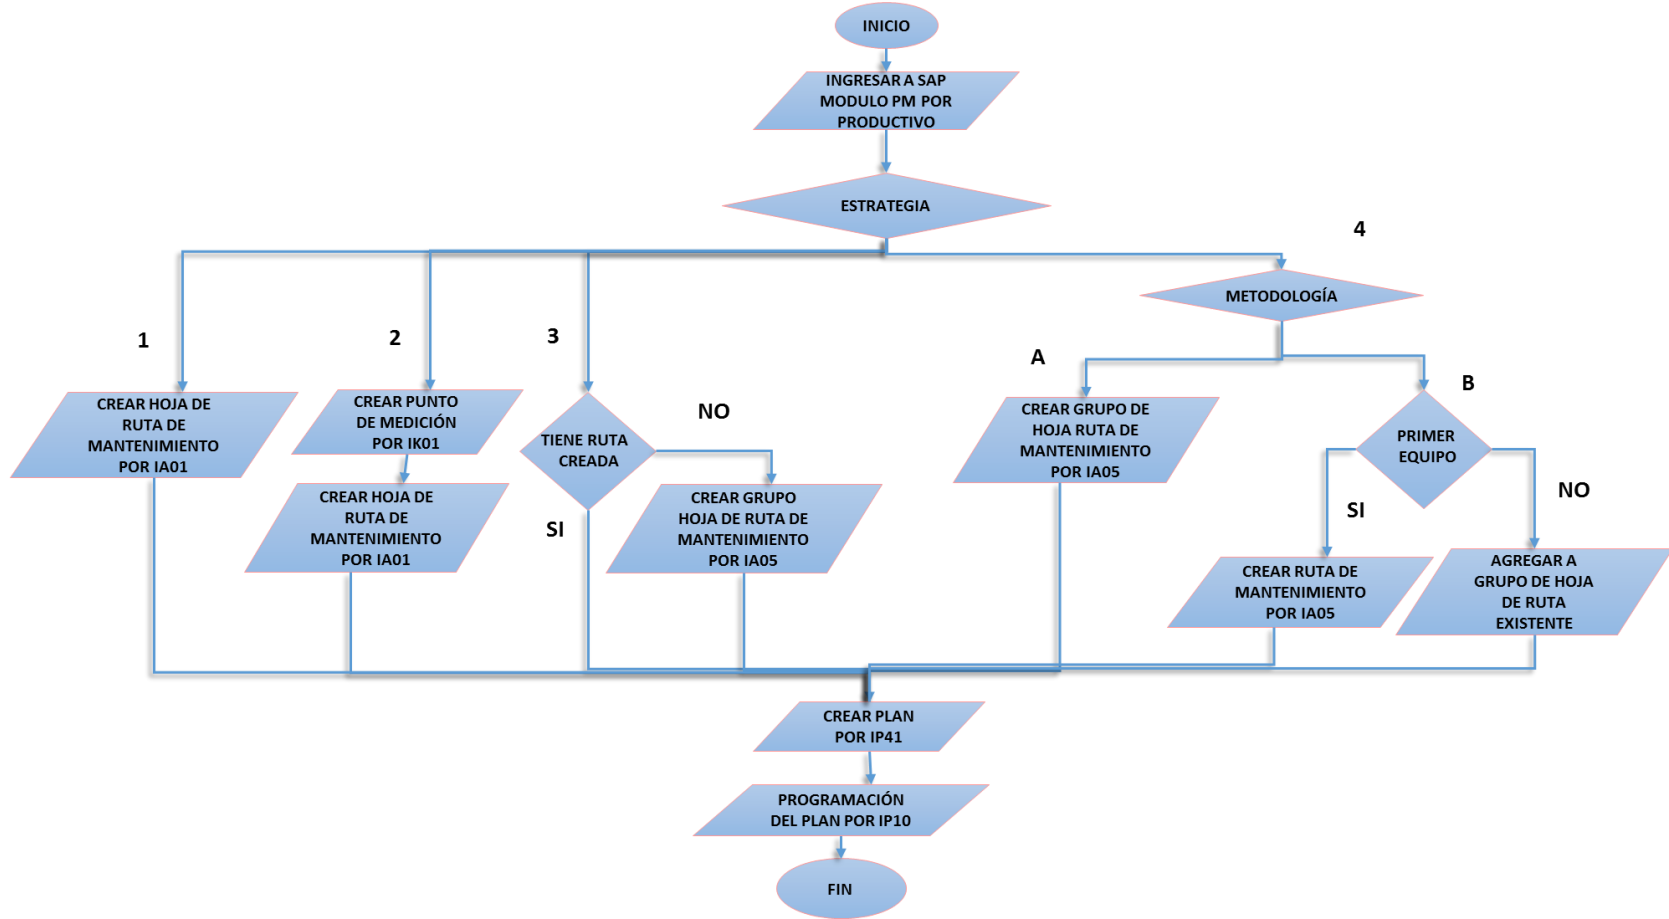 INICIO
INGRESAR A SAP
MODULO PM POR
PRODUCTIVO
ESTRATEGIA
4
METODOLOGÍA
1
2
3
A
B
CREAR HOJA DE
RUTA DE
MANTENIMIENTO
POR IA01
CREAR PUNTO
DE MEDICIÓN
POR IK01
CREAR HOJA DE
RUTA DE
MANTENIMIENTO
POR IA01
TIENE RUTA
CREADA
NO
SI
CREAR GRUPO
HOJA DE RUTA DE
MANTENIMIENTO
POR IA05
CREAR GRUPO DE
HOJA RUTA DE
MANTENIMIENTO
POR IA05
PRIMER
EQUIPO
SI
NO
CREAR RUTA DE
MANTENIMIENTO
POR IA05
AGREGAR A
GRUPO DE HOJA
DE RUTA
EXISTENTE
CREAR PLAN
POR IP41
PROGRAMACIÓN
DEL PLAN POR IP10
FIN